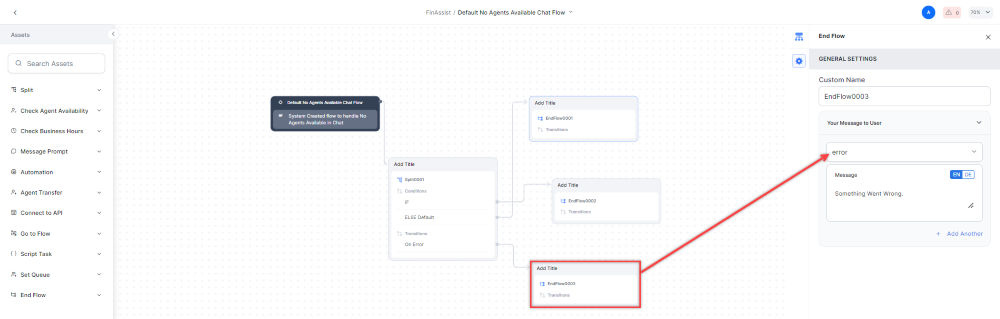 FinAssist / Default No Agents Available Chat Flow
A
0
70%
Assets
Search Assets
Split
Check Agent Availability
Check Business Hours
Message Prompt
Automation
Agent Transfer
Connect to API
Go to Flow
Script Task
Set Queue
End Flow
Default No Agents Available Chat Flow
System Created flow to handle No
Agents Available in Chat
Add Title
Split0001
Conditions
IF
ELSE Default
Transitions
On Error
Add Title
EndFlow0001
Transitions
Add Title
EndFlow0002
Transitions
Add Title
EndFlow0003
Transitions
End Flow
GENERAL SETTINGS
Custom Name
EndFlow0003
Your Message to User
error
Message
EN DE
Something Went Wrong.
+ Add Another